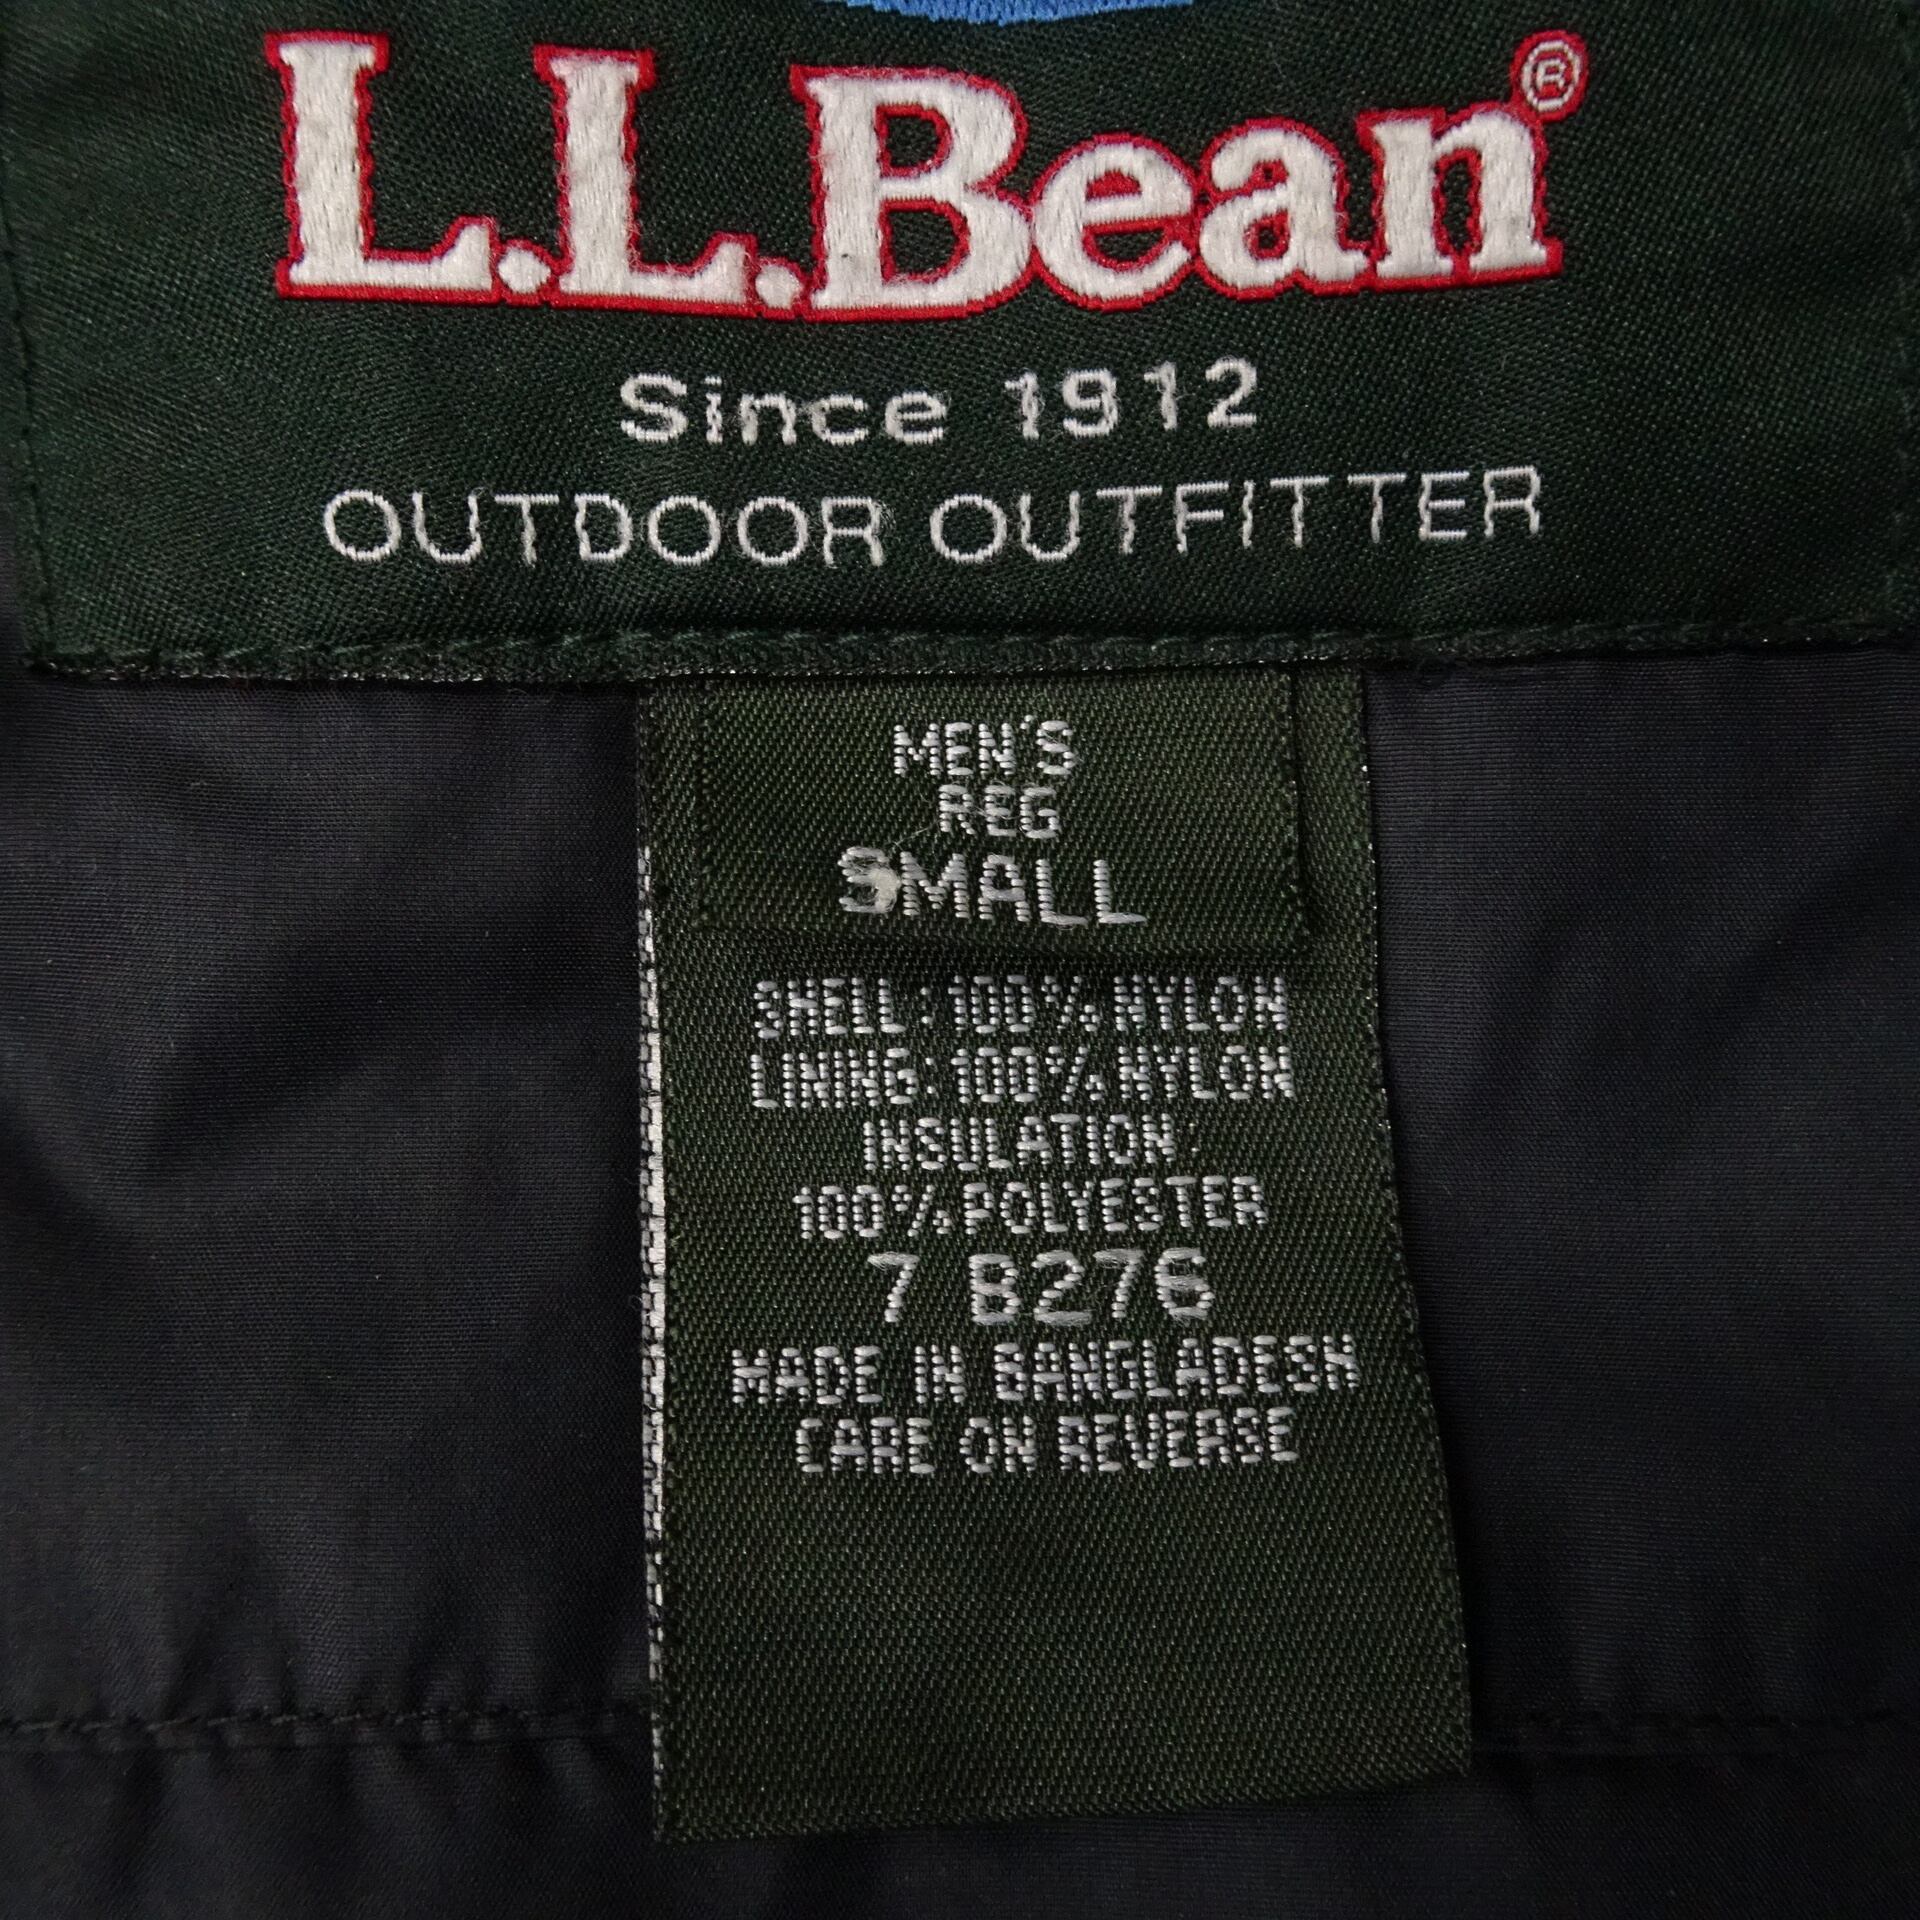 L.L.Bean®
Since 1912
OUTDOOR OUTFITTER
MEN'S
REG
SMALL
SHELL: 100% NYLON
LINING: 100% NYLON
INSULATION
100% POLYESTER
7 B276
MADE IN BANGLADESH
CARE ON REVERSE